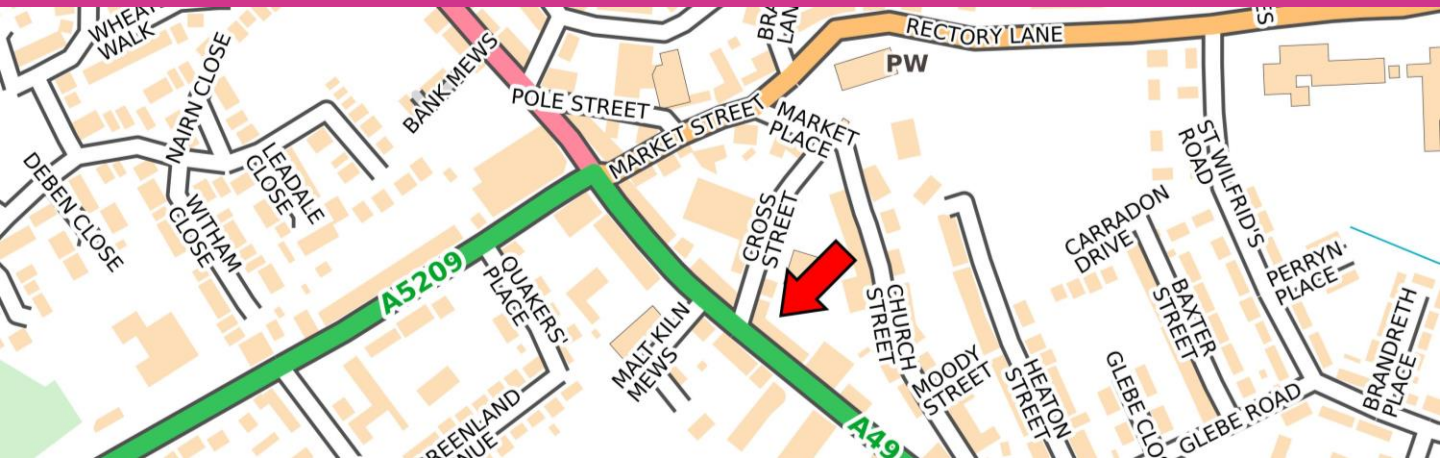 WHEAT
WALK
NAIRN CLOSE
BANK MEWS
POLE STREET
MARKET STREET
MARKET
PLACE
RECTORY LANE
PW
DEBEN CLOSE
WITHAM
CLOSE
LEADALE
CLOSE
A5209
QUAKERS'
PLACE
CROSS
STREET
MALT-KILN
MEWS
CHURCH
STREET
MOODY
STREET
HEATON
STREET
CARRADON
DRIVE
BAXTER
STREET
ST. WILFRID'S
ROAD
PERRYN
PLACE
BRANDRETH
PLACE
GLEBE ROAD
GLEBE CLO
A49